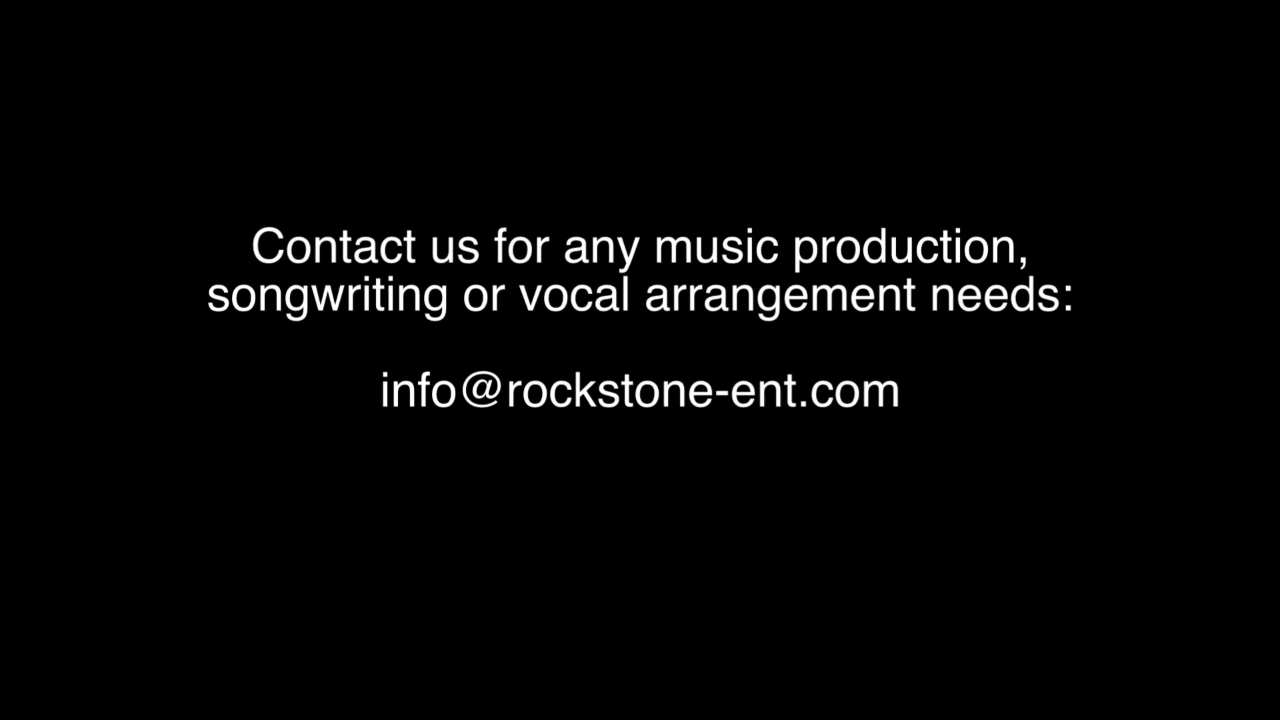 Contact us for any music production,
songwriting or vocal arrangement needs:
info@rockstone-ent.com